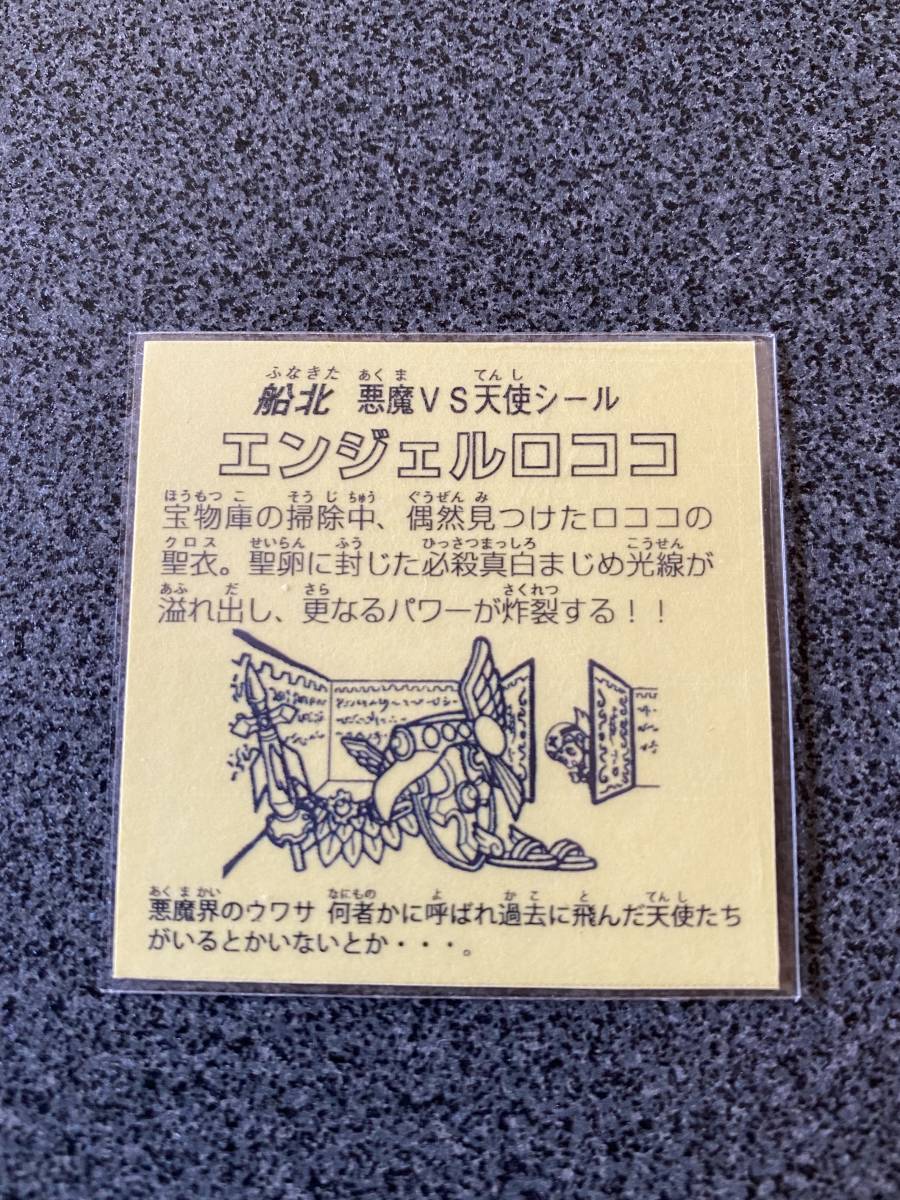 船北 悪魔VS天使シール
エンジェルロココ
宝物庫の掃除中、偶然見つけたロココの
聖衣。聖卵に封じた必殺真白まじめ光線が
溢れ出し、更なるパワーが炸裂する！！
悪魔界のウワサ 何者かに呼ばれ過去に飛んだ天使たち
がいるとかいないとか・・・。